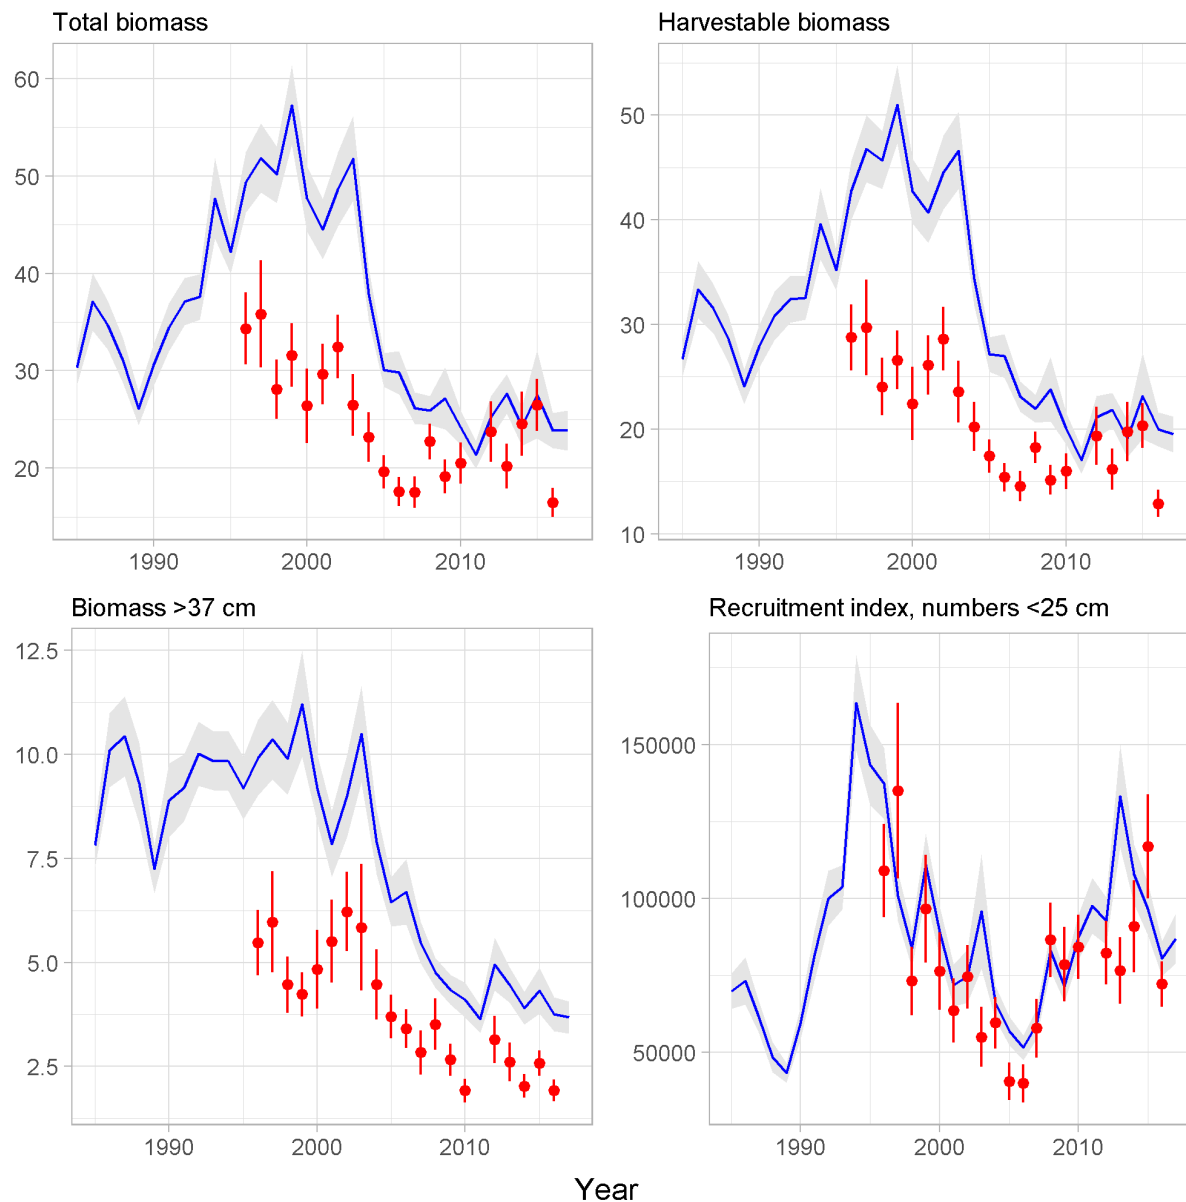 Total biomass
Harvestable biomass
60
50
40
30
20
50
40
30
20
10
1990 2000 2010
1990 2000 2010
Biomass >37 cm
Recruitment index, numbers <25 cm
12.5
10.0
7.5
5.0
2.5
150000
100000
50000
1990 2000 2010
1990 2000 2010
Year